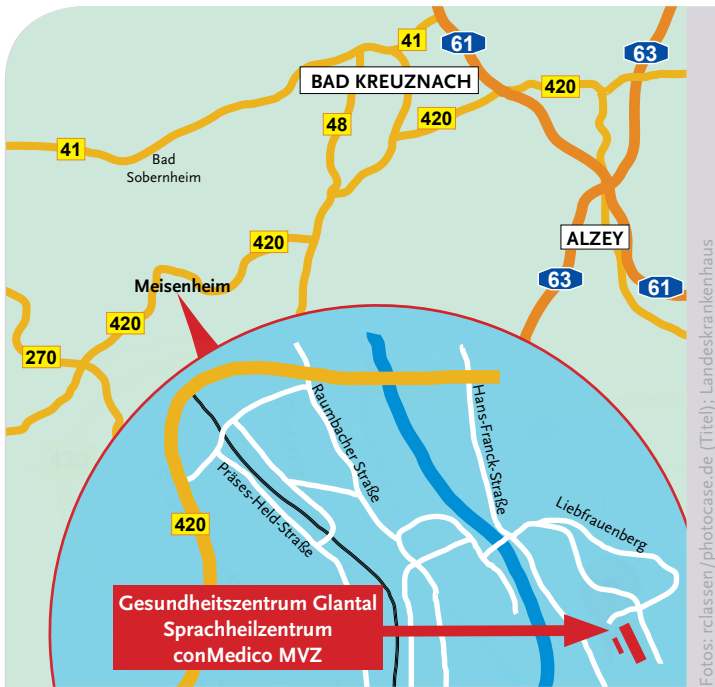 41
61
63
BAD KREUZNACH
420
48
420
41
Bad
Sobernheim
420
ALZEY
Meisenheim
63
61
420
270
Raumbacher Straße
Hans-Franck-Straße
Präses-Held-Straße
Liebfrauenberg
420
Gesundheitszentrum Glantal
Sprachheilzentrum
conMedico MVZ
Fotos: rclassen/photocase.de (Titel); Landeskrankenhaus